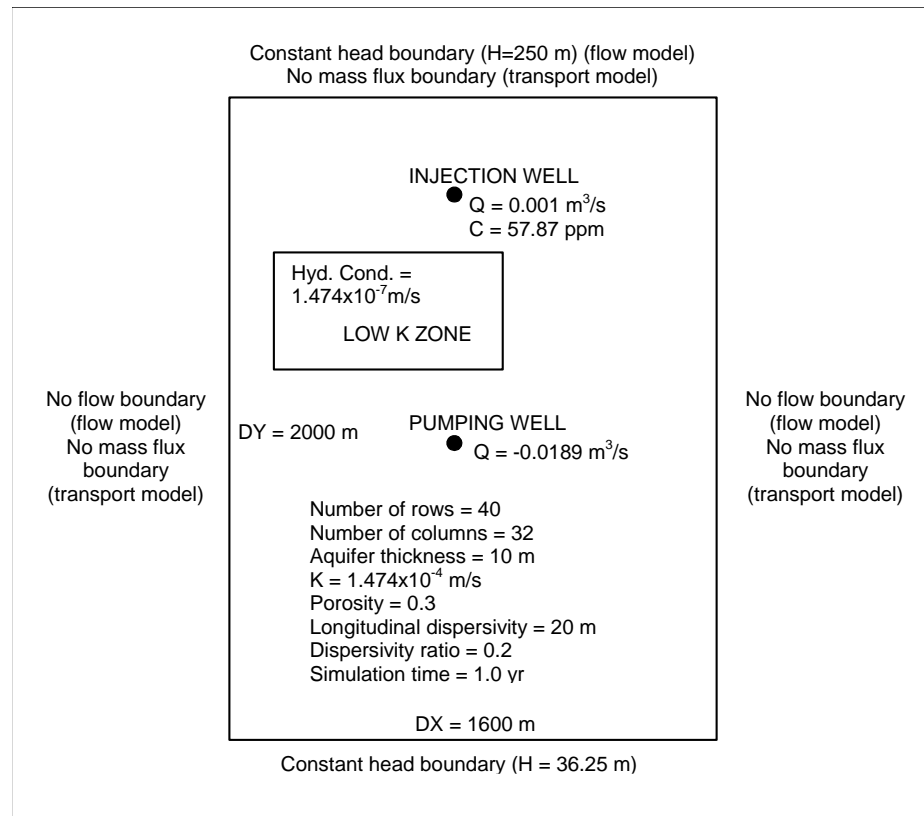 Constant head boundary (H=250 m) (flow model)
No mass flux boundary (transport model)
INJECTION WELL
Q = 0.001 m³/s
C = 57.87 ppm
Hyd. Cond. =
1.474x10⁻⁷m/s
LOW K ZONE
No flow boundary
(flow model)
No mass flux
boundary
(transport model)
DY = 2000 m
PUMPING WELL
Q = -0.0189 m³/s
No flow boundary
(flow model)
No mass flux
boundary
(transport model)
Number of rows = 40
Number of columns = 32
Aquifer thickness = 10 m
K = 1.474x10⁻⁴ m/s
Porosity = 0.3
Longitudinal dispersivity = 20 m
Dispersivity ratio = 0.2
Simulation time = 1.0 yr
DX = 1600 m
Constant head boundary (H = 36.25 m)